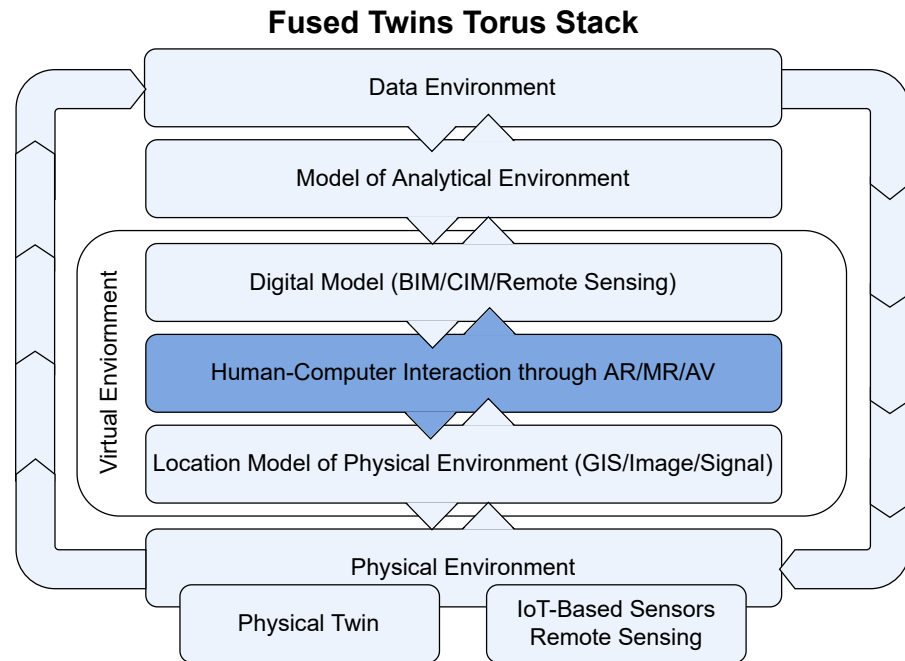 Fused Twins Torus Stack
Data Environment
Model of Analytical Environment
Virtual Enviornment
Digital Model (BIM/CIM/Remote Sensing)
Human-Computer Interaction through AR/MR/AV
Location Model of Physical Environment (GIS/Image/Signal)
Physical Environment
Physical Twin
IoT-Based Sensors
Remote Sensing